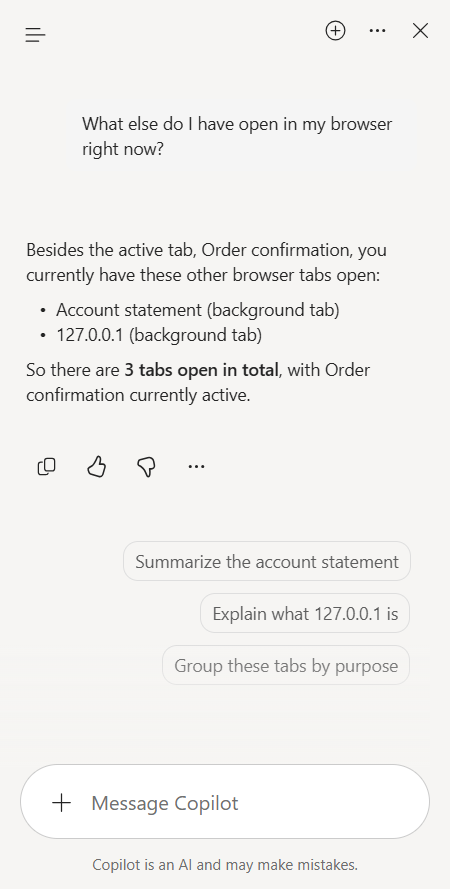 What else do I have open in my browser
right now?
Besides the active tab, Order confirmation, you
currently have these other browser tabs open:
• Account statement (background tab)
• 127.0.0.1 (background tab)
So there are 3 tabs open in total, with Order
confirmation currently active.
Summarize the account statement
Explain what 127.0.0.1 is
Group these tabs by purpose
Message Copilot
Copilot is an AI and may make mistakes.